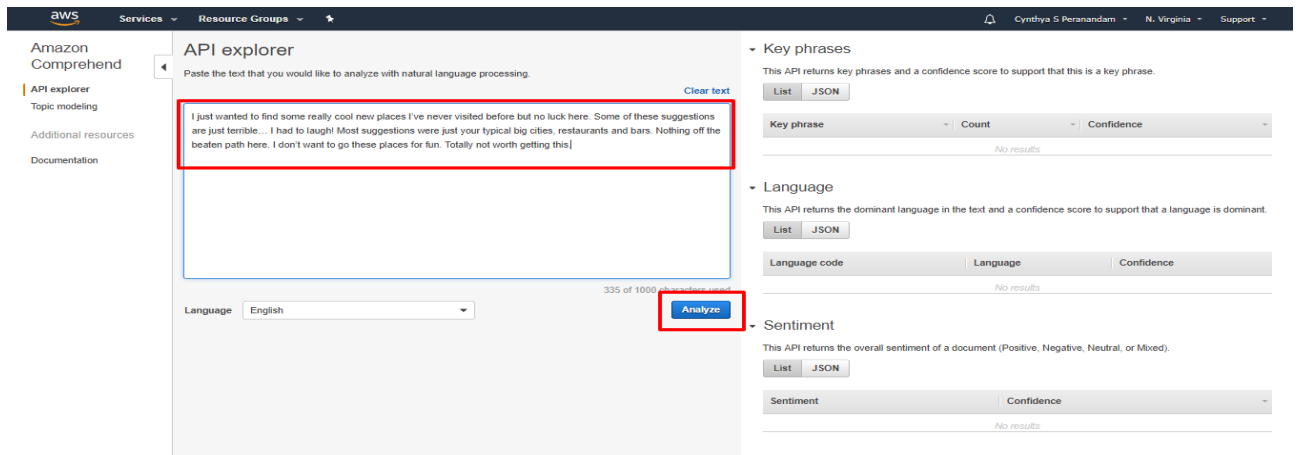 aws Services Resource Groups Cynthya S Peranandam N. Virginia Support
Amazon
Comprehend
API explorer
Topic modeling
Additional resources
Documentation
API explorer
Paste the text that you would like to analyze with natural language processing.
Clear text
I just wanted to find some really cool new places I've never visited before but no luck here. Some of these suggestions
are just terrible… I had to laugh! Most suggestions were just your typical big cities, restaurants and bars. Nothing off the
beaten path here. I don't want to go these places for fun. Totally not worth getting this.
335 of 1000 characters used
Language English
Analyze
Key phrases
This API returns key phrases and a confidence score to support that this is a key phrase.
List JSON
Key phrase Count Confidence
No results
Language
This API returns the dominant language in the text and a confidence score to support that a language is dominant.
List JSON
Language code Language Confidence
No results
Sentiment
This API returns the overall sentiment of a document (Positive, Negative, Neutral, or Mixed).
List JSON
Sentiment Confidence
No results